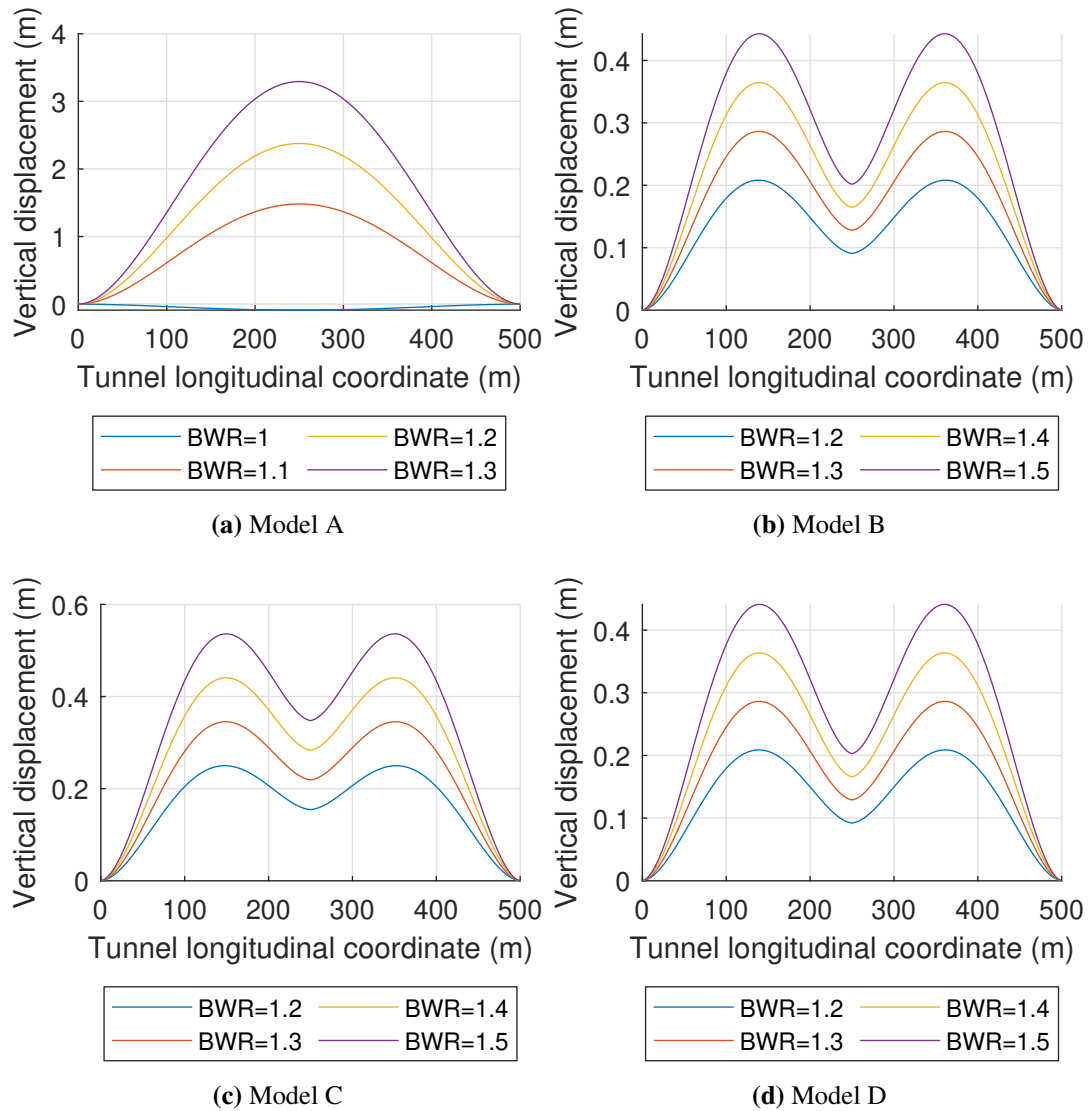 Vertical displacement (m)
4
3
2
1
0
0 100 200 300 400 500
Tunnel longitudinal coordinate (m)
BWR=1 BWR=1.2
BWR=1.1 BWR=1.3
(a) Model A
Vertical displacement (m)
0.4
0.3
0.2
0.1
0
0 100 200 300 400 500
Tunnel longitudinal coordinate (m)
BWR=1.2 BWR=1.4
BWR=1.3 BWR=1.5
(b) Model B
Vertical displacement (m)
0.6
0.4
0.2
0
0 100 200 300 400 500
Tunnel longitudinal coordinate (m)
BWR=1.2 BWR=1.4
BWR=1.3 BWR=1.5
(c) Model C
Vertical displacement (m)
0.4
0.3
0.2
0.1
0
0 100 200 300 400 500
Tunnel longitudinal coordinate (m)
BWR=1.2 BWR=1.4
BWR=1.3 BWR=1.5
(d) Model D